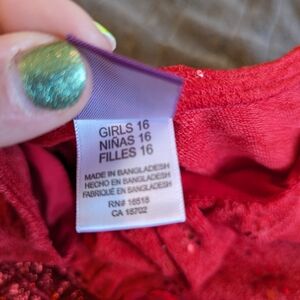 GIRLS 16
NIÑAS 16
FILLES 16
MADE IN BANGLADESH
HECHO EN BANGLADESH
FABRIQUÉ EN BANGLADESH
RN# 16518
CA 18702